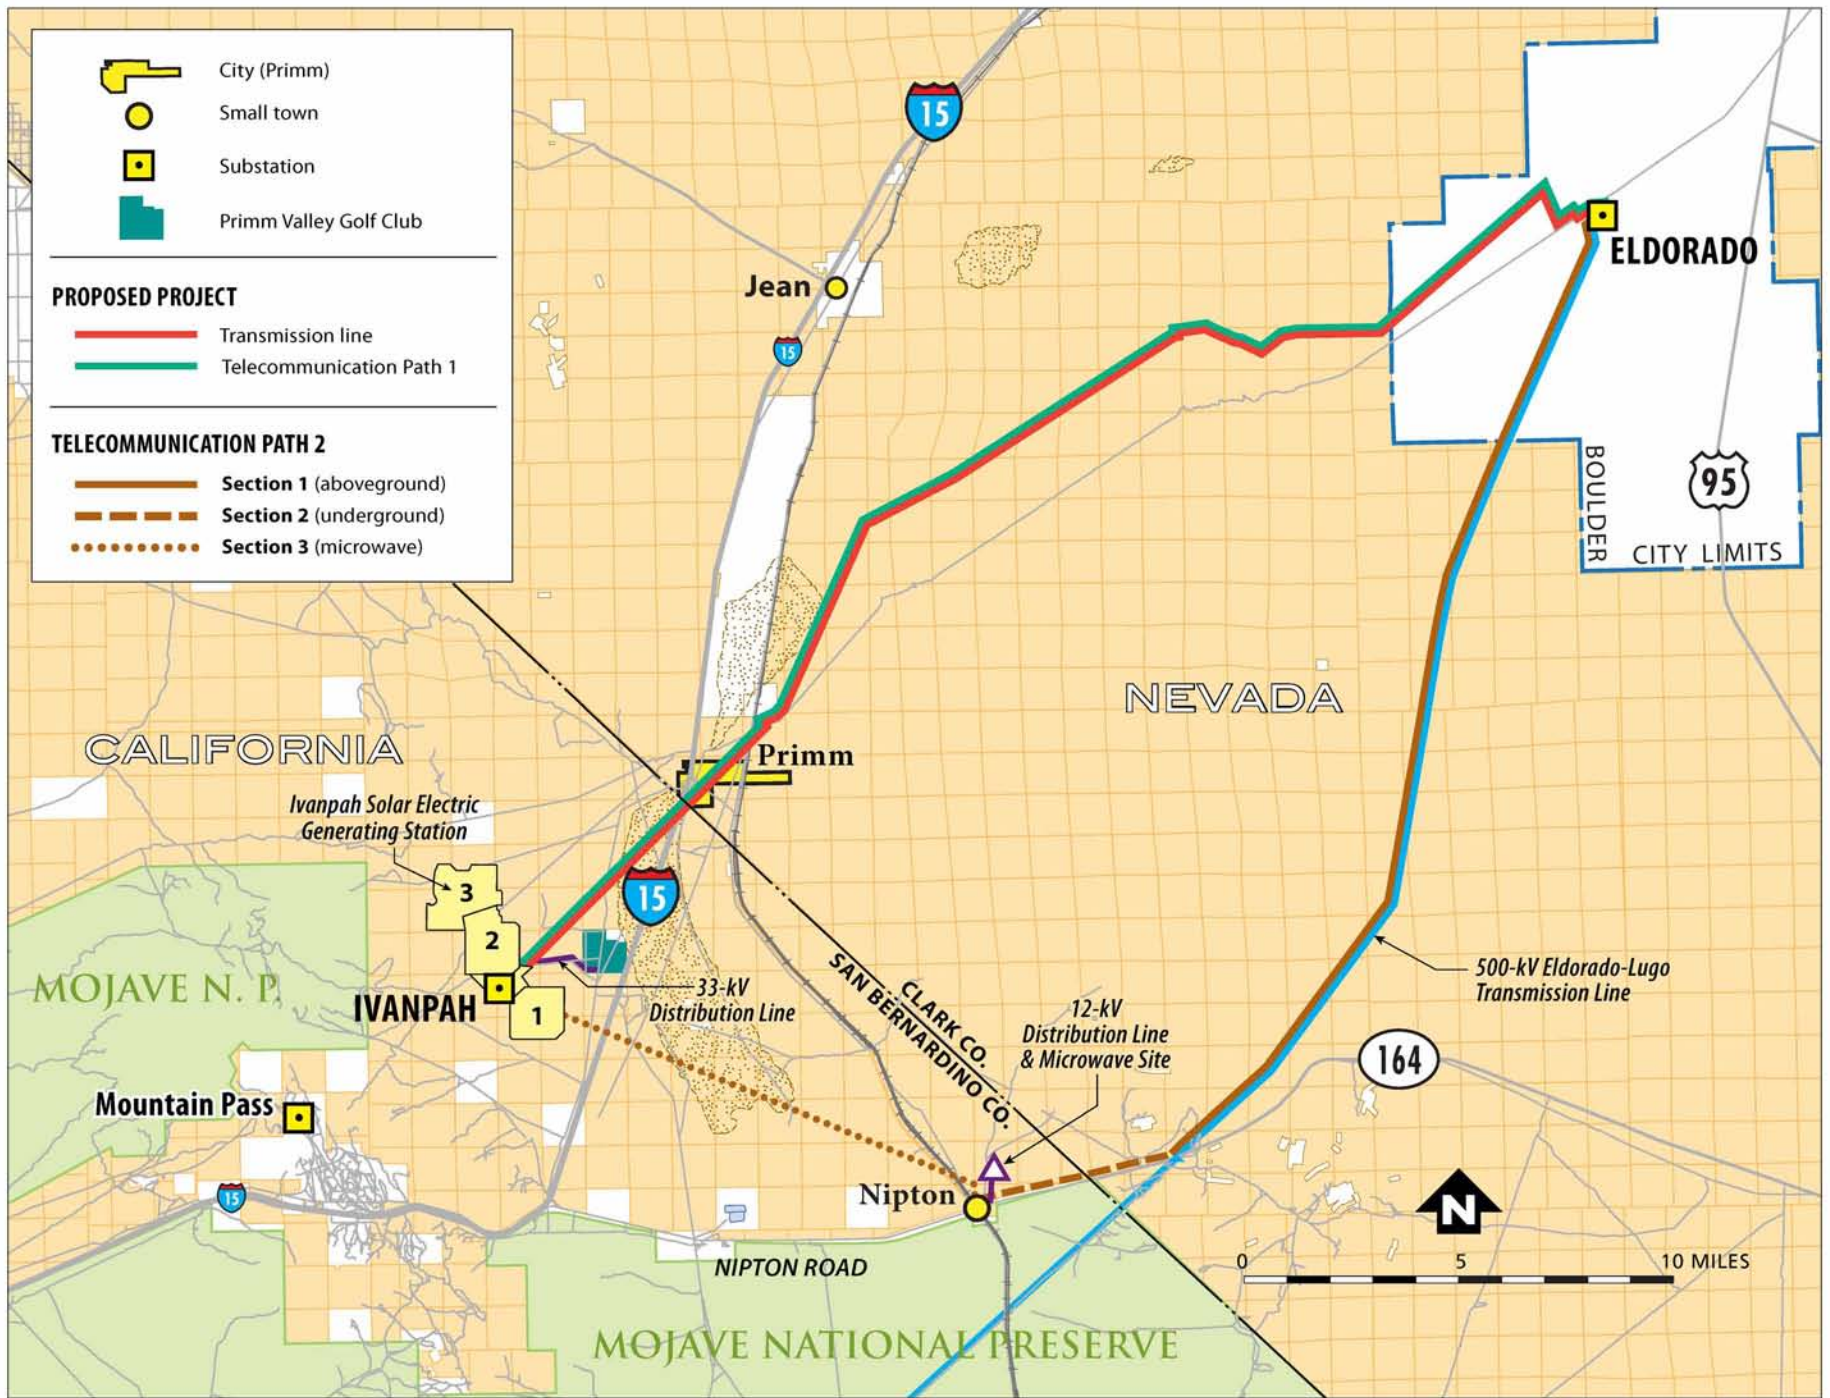 City (Primm)
Small town
Substation
Primm Valley Golf Club
PROPOSED PROJECT
Transmission line
Telecommunication Path 1
TELECOMMUNICATION PATH 2
Section 1 (aboveground)
Section 2 (underground)
Section 3 (microwave)
15
Jean
15
ELDORADO
BOULDER
CITY LIMITS
95
NEVADA
CALIFORNIA
Primm
Ivanpah Solar Electric
Generating Station
3
2
1
15
MOJAVE N. P.
IVANPAH
33-kV
Distribution Line
CLARK CO.
SAN BERNARDINO CO.
12-kV
Distribution Line
& Microwave Site
500-kV Eldorado-Lugo
Transmission Line
164
Mountain Pass
15
Nipton
NIPTON ROAD
N
0 5 10 MILES
MOJAVE NATIONAL PRESERVE